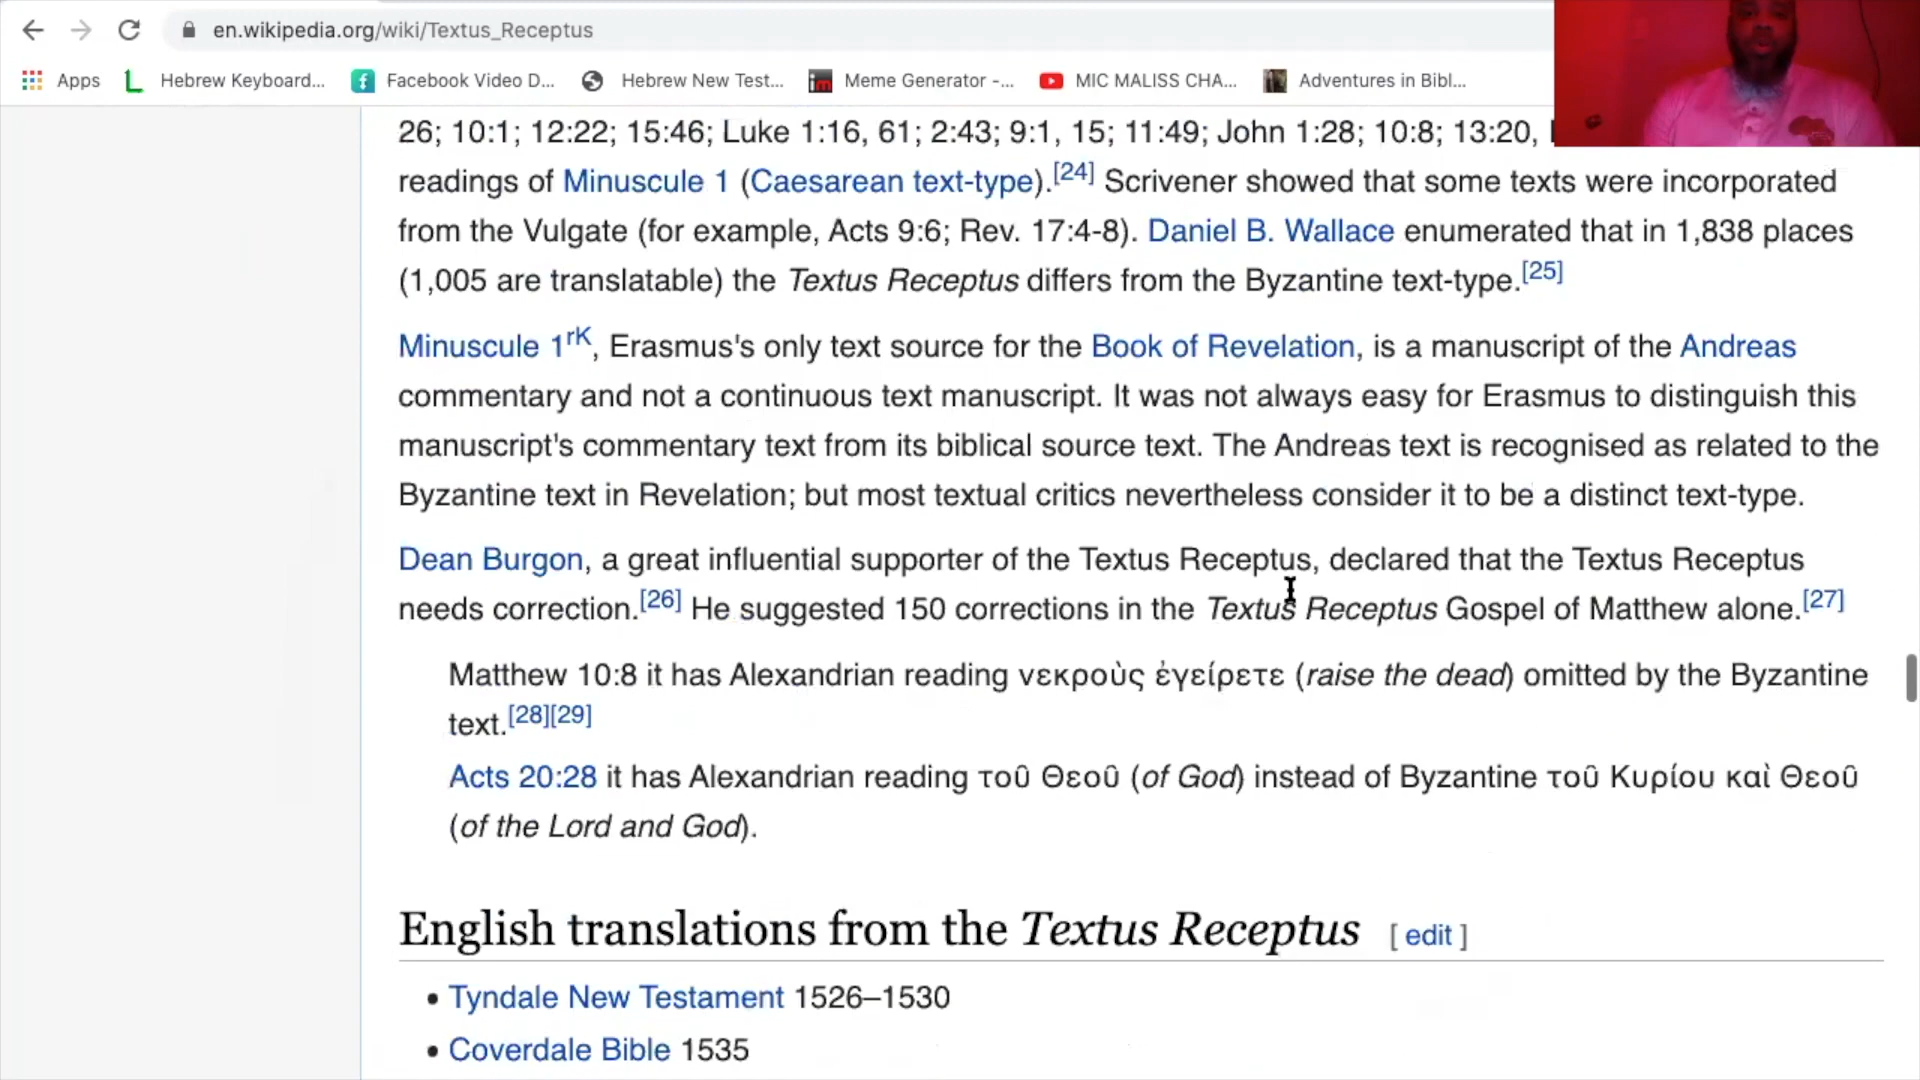 en.wikipedia.org/wiki/Textus_Receptus
Apps Hebrew Keyboard... Facebook Video D... Hebrew New Test... Meme Generator -... MIC MALISS CHA... Adventures in Bibl...
26; 10:1; 12:22; 15:46; Luke 1:16, 61; 2:43; 9:1, 15; 11:49; John 1:28; 10:8; 13:20,
readings of Minuscule 1 (Caesarean text-type).[24] Scrivener showed that some texts were incorporated
from the Vulgate (for example, Acts 9:6; Rev. 17:4-8). Daniel B. Wallace enumerated that in 1,838 places
(1,005 are translatable) the Textus Receptus differs from the Byzantine text-type.[25]
Minuscule 1rK, Erasmus's only text source for the Book of Revelation, is a manuscript of the Andreas
commentary and not a continuous text manuscript. It was not always easy for Erasmus to distinguish this
manuscript's commentary text from its biblical source text. The Andreas text is recognised as related to the
Byzantine text in Revelation; but most textual critics nevertheless consider it to be a distinct text-type.
Dean Burgon, a great influential supporter of the Textus Receptus, declared that the Textus Receptus
needs correction.[26] He suggested 150 corrections in the Textus Receptus Gospel of Matthew alone.[27]
Matthew 10:8 it has Alexandrian reading νεκροὺς ἐγείρετε (raise the dead) omitted by the Byzantine
text.[28][29]
Acts 20:28 it has Alexandrian reading τοῦ Θεοῦ (of God) instead of Byzantine τοῦ Κυρίου καὶ Θεοῦ
(of the Lord and God).
English translations from the Textus Receptus [ edit ]
• Tyndale New Testament 1526–1530
• Coverdale Bible 1535